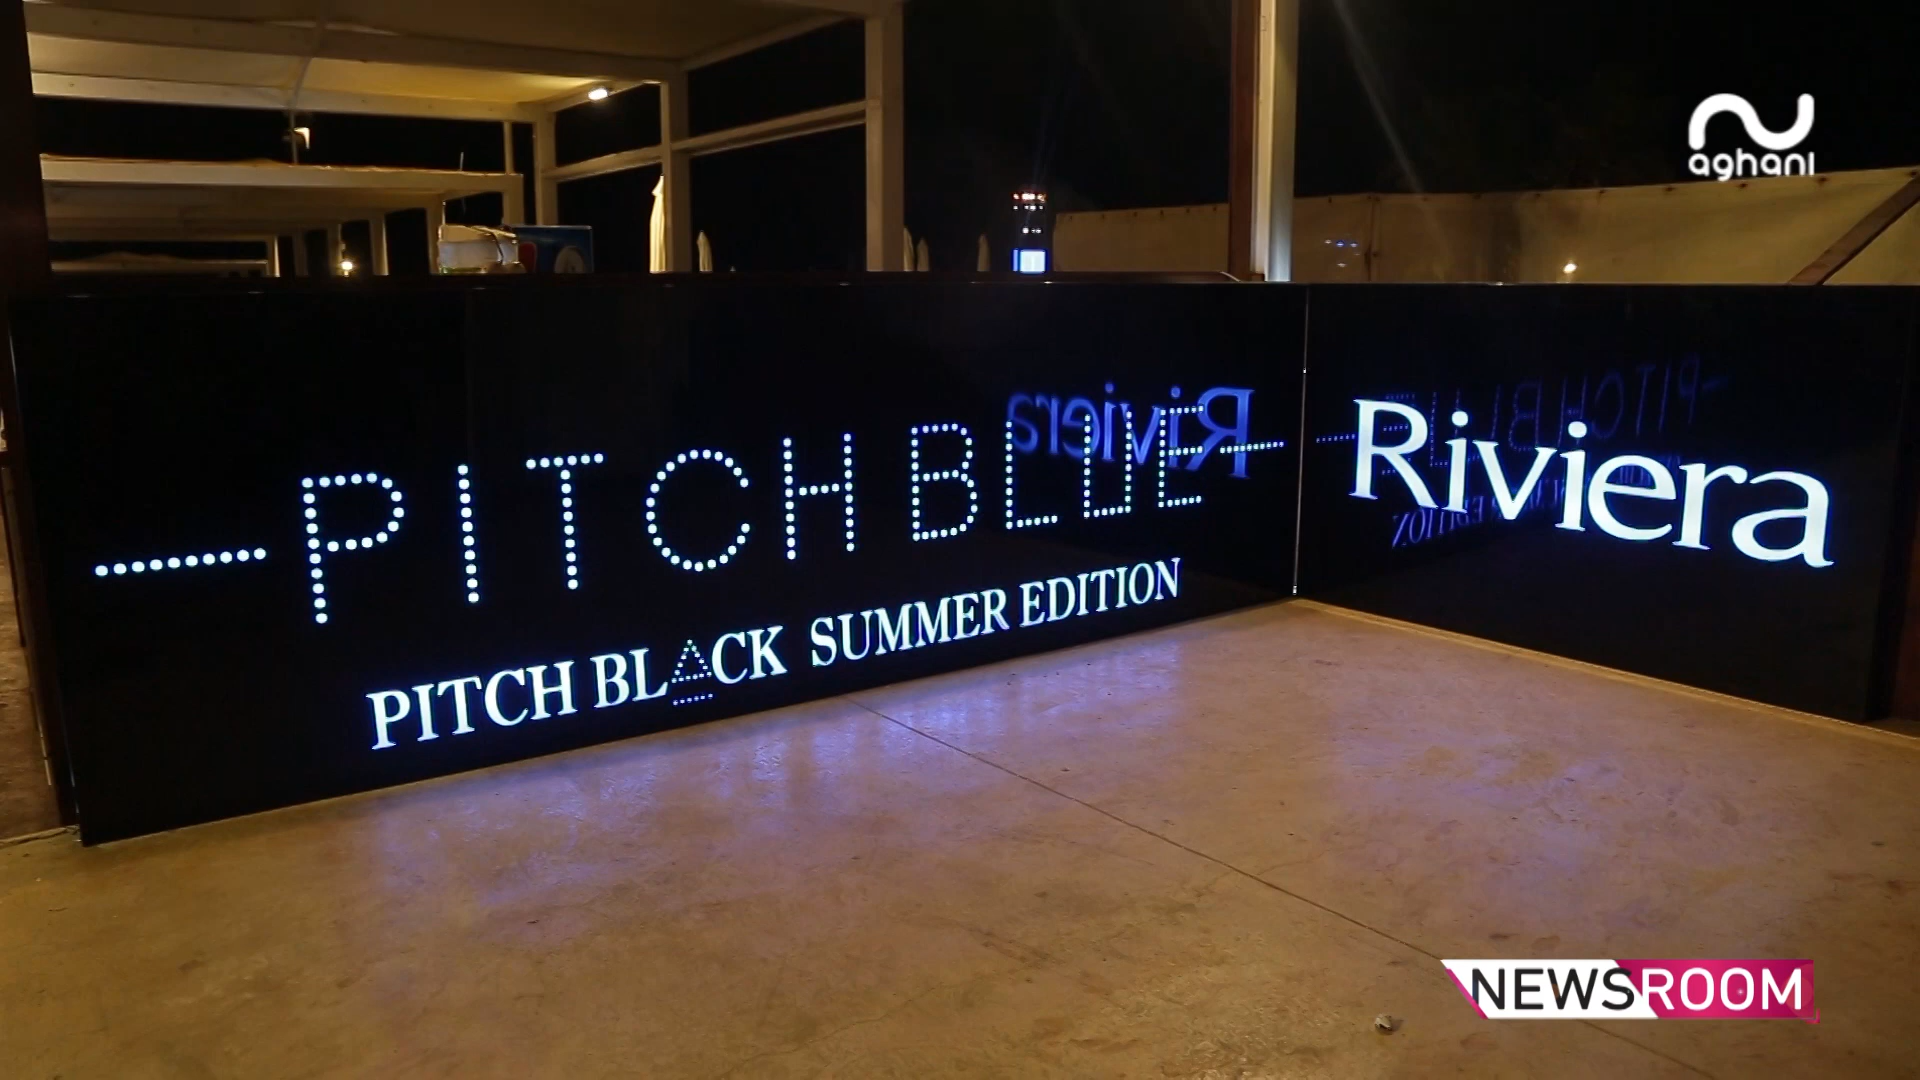 aghani
PITCH BLUE
PITCH BLACK SUMMER EDITION
Riviera
NEWSROOM